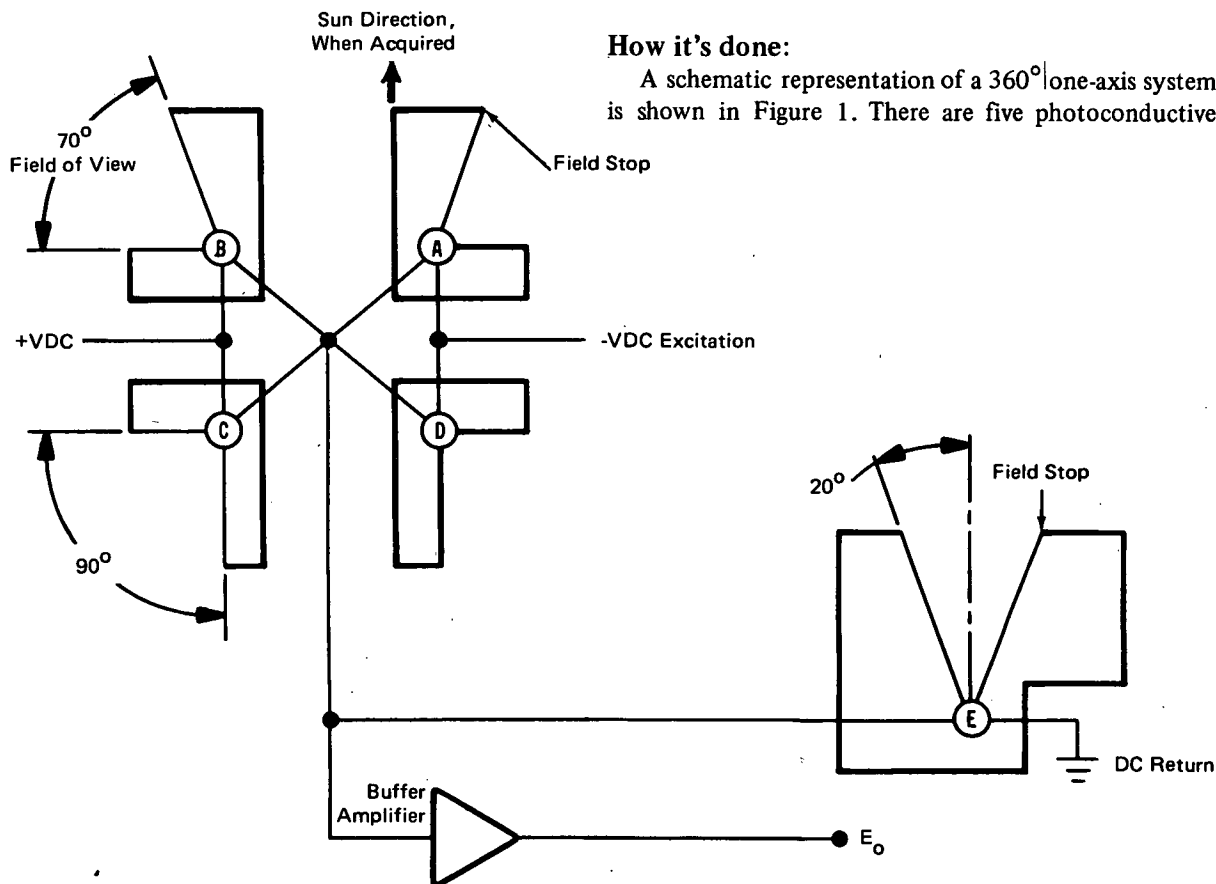 Sun Direction,
When Acquired
How it's done:
A schematic representation of a 360° one-axis system
is shown in Figure 1. There are five photoconductive
70°
Field of View
Field Stop
B
A
+VDC
-VDC Excitation
C
D
90°
20°
Field Stop
E
DC Return
Buffer
Amplifier
E₀